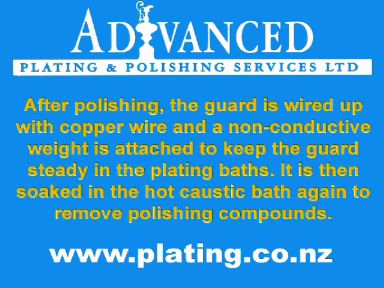 ADVANCED
PLATING & POLISHING SERVICES LTD
After polishing, the guard is wired up
with copper wire and a non-conductive
weight is attached to keep the guard
steady in the plating baths. It is then
soaked in the hot caustic bath again to
remove polishing compounds.
www.plating.co.nz